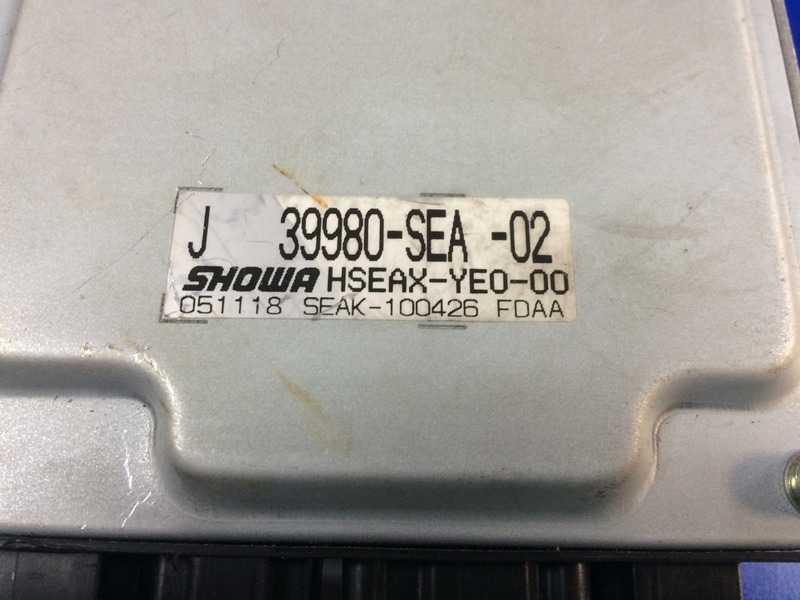 J 39980-SEA -02
SHOWA HSEAX-YE0-00
051118 SEAK-100426 FDAA